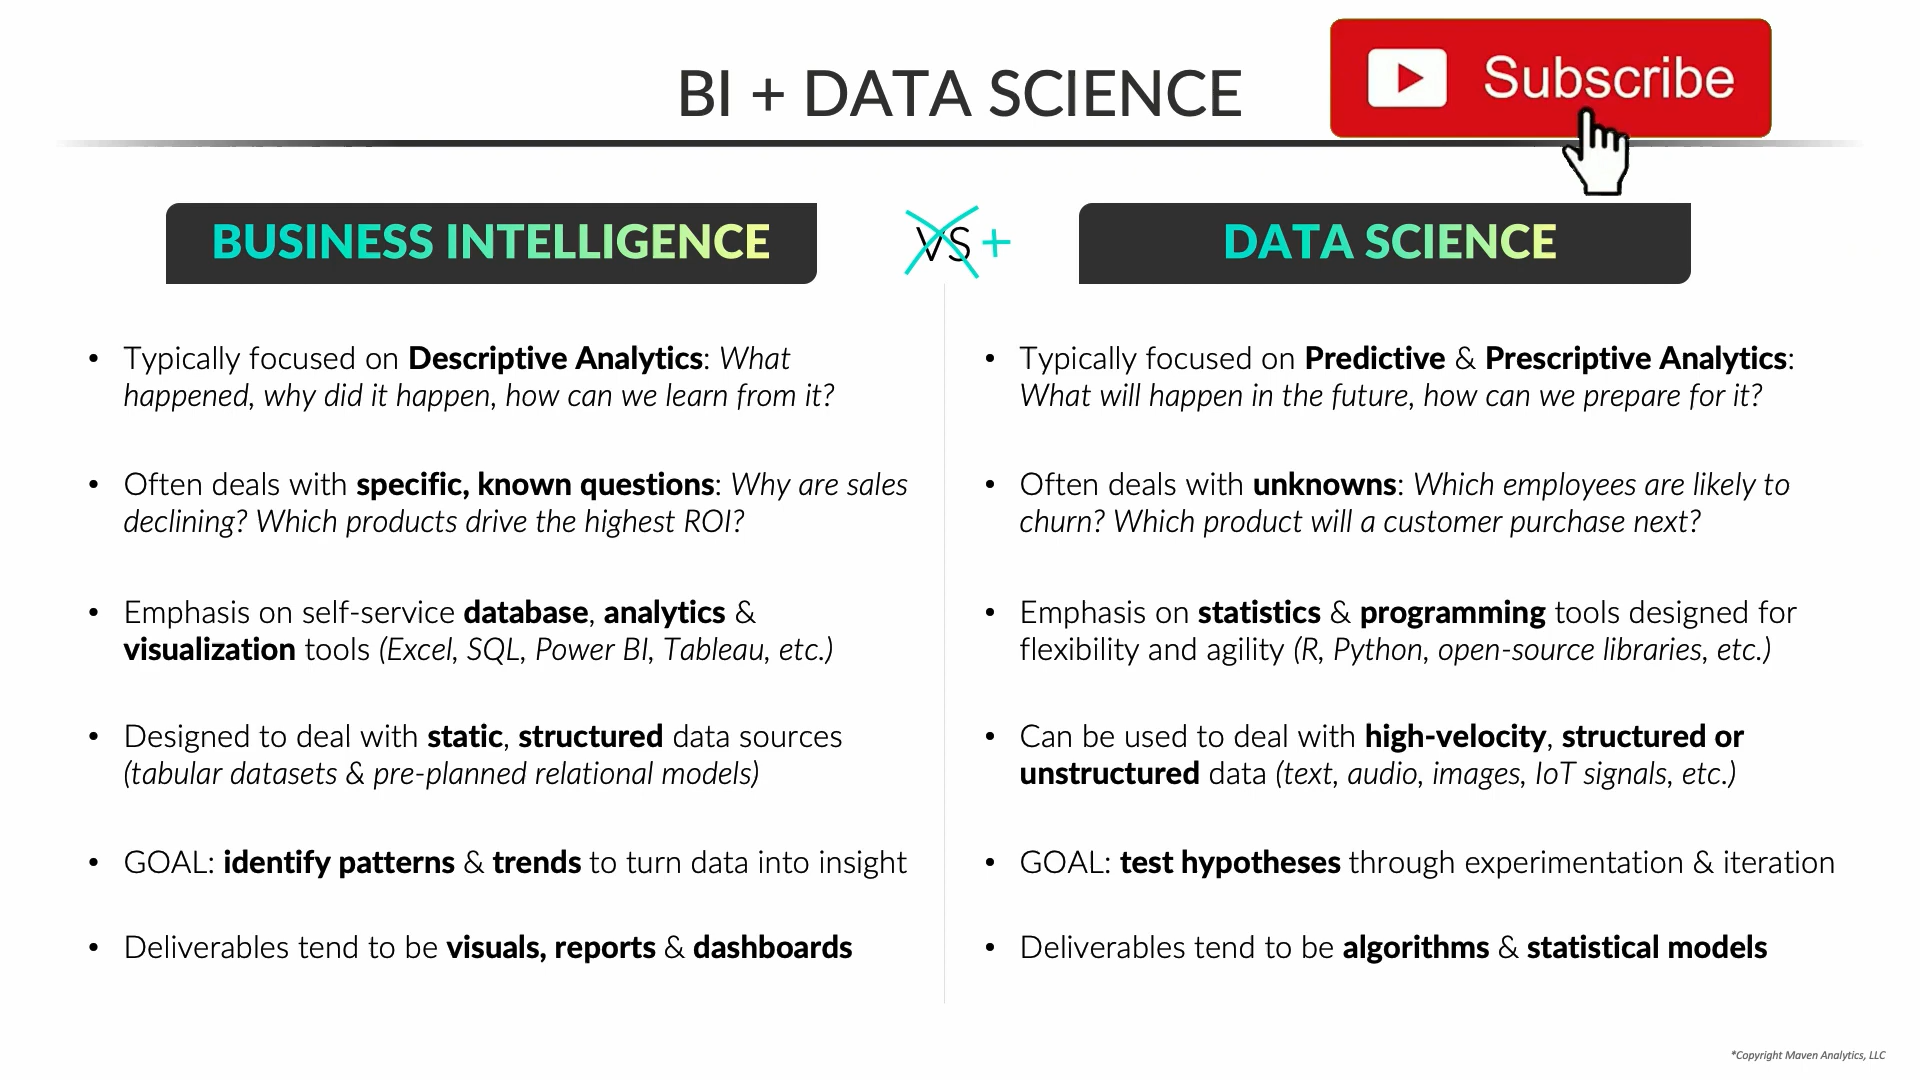 BI + DATA SCIENCE
Subscribe
BUSINESS INTELLIGENCE
VS +
DATA SCIENCE
• Typically focused on Descriptive Analytics: What
happened, why did it happen, how can we learn from it?
• Often deals with specific, known questions: Why are sales
declining? Which products drive the highest ROI?
• Emphasis on self-service database, analytics &
visualization tools (Excel, SQL, Power BI, Tableau, etc.)
• Designed to deal with static, structured data sources
(tabular datasets & pre-planned relational models)
• GOAL: identify patterns & trends to turn data into insight
• Deliverables tend to be visuals, reports & dashboards
• Typically focused on Predictive & Prescriptive Analytics:
What will happen in the future, how can we prepare for it?
• Often deals with unknowns: Which employees are likely to
churn? Which product will a customer purchase next?
• Emphasis on statistics & programming tools designed for
flexibility and agility (R, Python, open-source libraries, etc.)
• Can be used to deal with high-velocity, structured or
unstructured data (text, audio, images, IoT signals, etc.)
• GOAL: test hypotheses through experimentation & iteration
• Deliverables tend to be algorithms & statistical models
*Copyright Maven Analytics, LLC